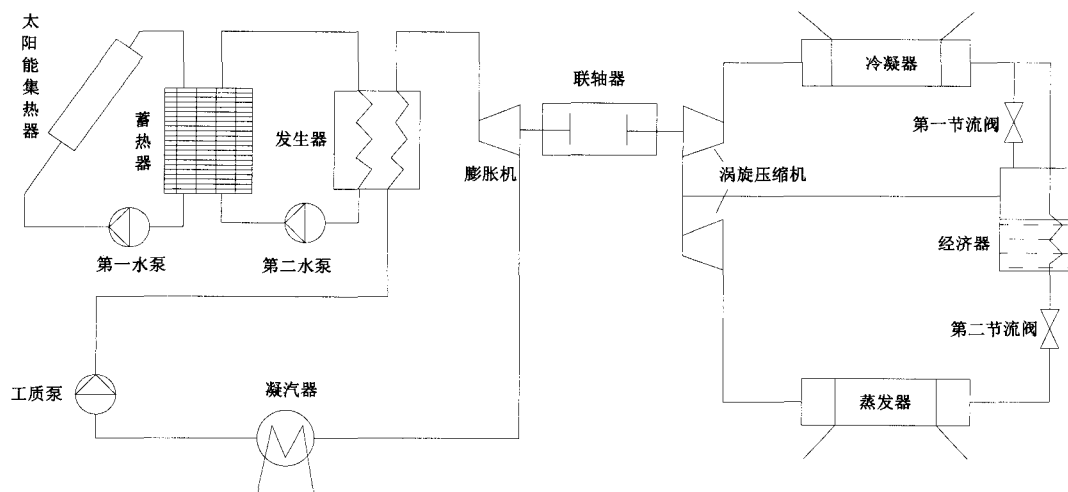 太阳能集热器
蓄热器
发生器
膨胀机
联轴器
冷凝器
第一节流阀
涡旋压缩机
经济器
第一水泵
第二水泵
第二节流阀
工质泵
凝汽器
蒸发器